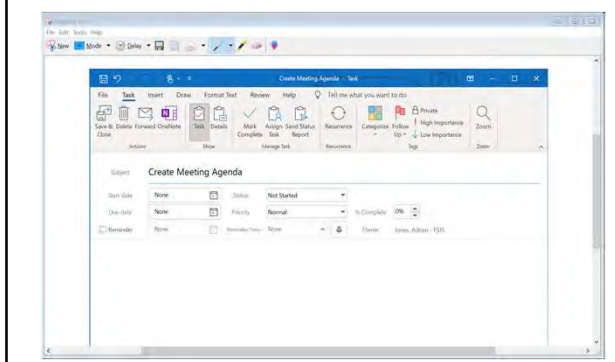 File Edit Tools Help
New Mode Delay
Create Meeting Agenda - Task
File Task Insert Draw Format Text Review Help Tell me what you want to do
Save & Close Delete Forward OneNote Task Details Mark Complete Assign Task Send Status Report Recurrence Categorize Follow Up Private High Importance Low Importance Zoom
Actions Show Manage Task Recurrence Tags Zoom
Subject Create Meeting Agenda
Start date None Status Not Started
Due date None Priority Normal % Complete 0%
Reminder None Reminder Time None Owner Jones, Adrian - FSIS